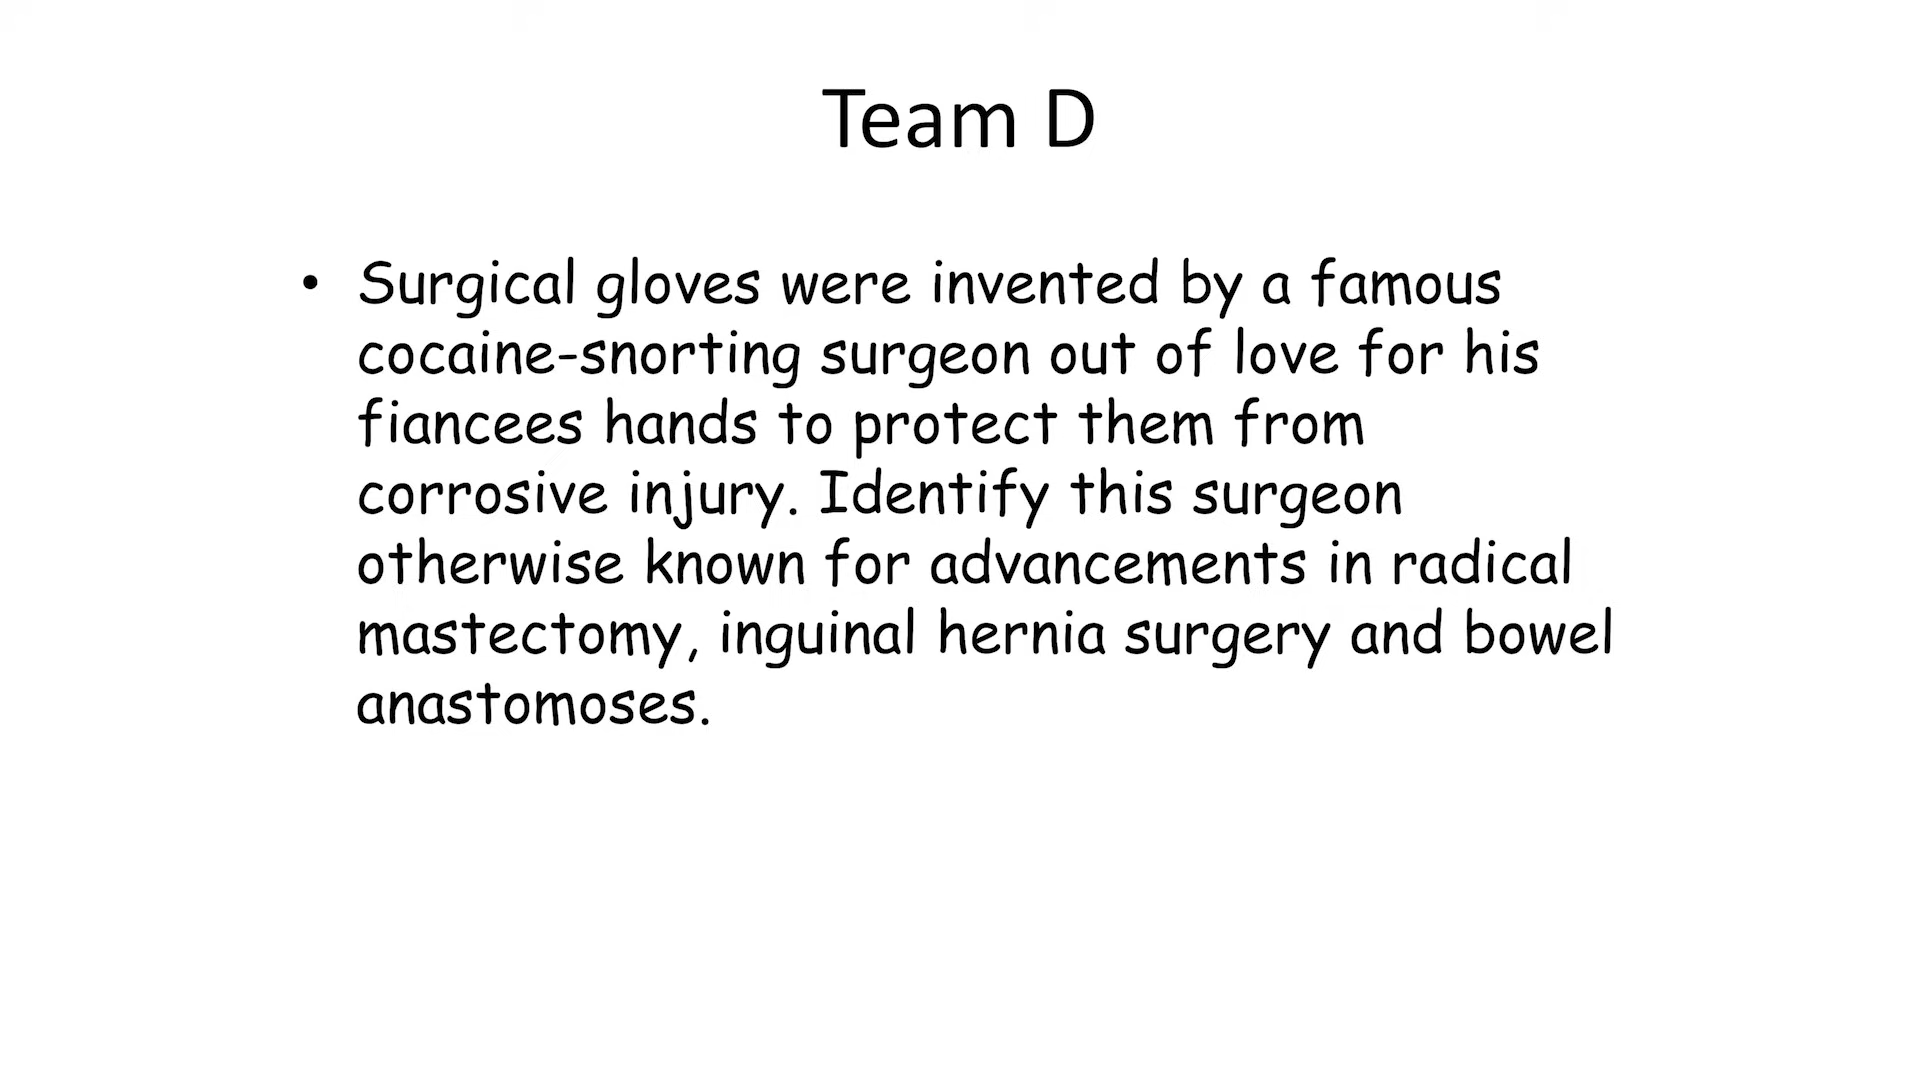 Team D
• Surgical gloves were invented by a famous
cocaine-snorting surgeon out of love for his
fiancees hands to protect them from
corrosive injury. Identify this surgeon
otherwise known for advancements in radical
mastectomy, inguinal hernia surgery and bowel
anastomoses.